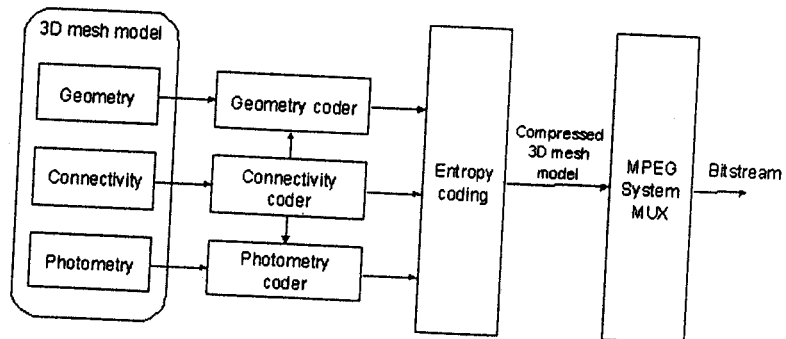 3D mesh model
Geometry
Geometry coder
Connectivity
Connectivity
coder
Photometry
Photometry
coder
Entropy
coding
Compressed
3D mesh
model
MPEG
System
MUX
Bitstream